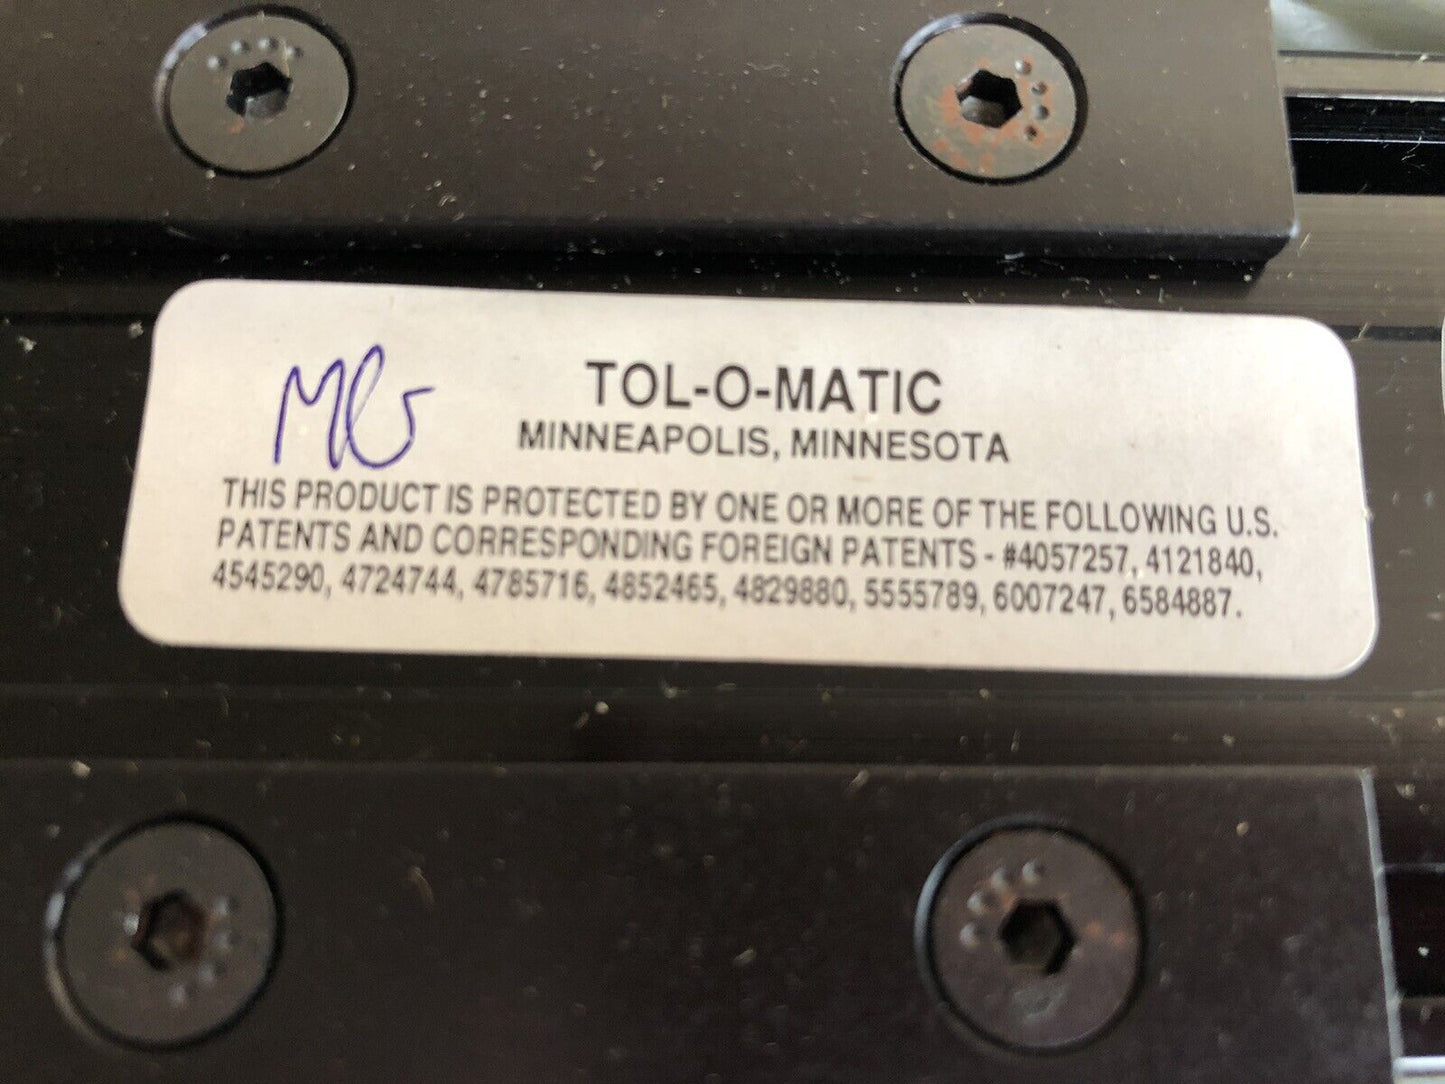 TOL-O-MATIC
MINNEAPOLIS, MINNESOTA
THIS PRODUCT IS PROTECTED BY ONE OR MORE OF THE FOLLOWING U.S.
PATENTS AND CORRESPONDING FOREIGN PATENTS - #4057257, 4121840,
4545290, 4724744, 4785716, 4852465, 4829880, 5555789, 6007247, 6584887.